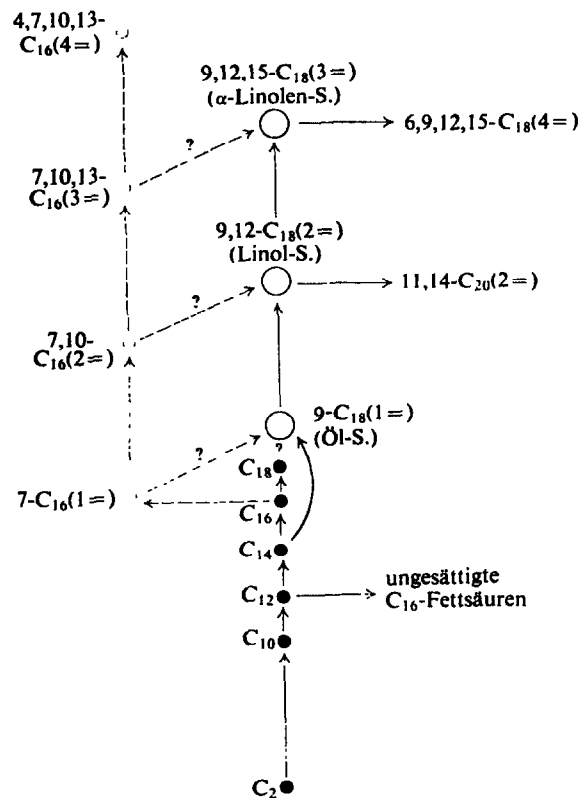 4,7,10,13-
C₁₆(4=)
9,12,15-C₁₈(3=)
(α-Linolen-S.)
6,9,12,15-C₁₈(4=)
?
7,10,13-
C₁₆(3=)
9,12-C₁₈(2=)
(Linol-S.)
11,14-C₂₀(2=)
?
7,10-
C₁₆(2=)
9-C₁₈(1=)
(Öl-S.)
?
?
C₁₈
7-C₁₆(1=)
C₁₆
C₁₄
ungesättigte
C₁₂
C₁₆-Fettsäuren
C₁₀
C₂